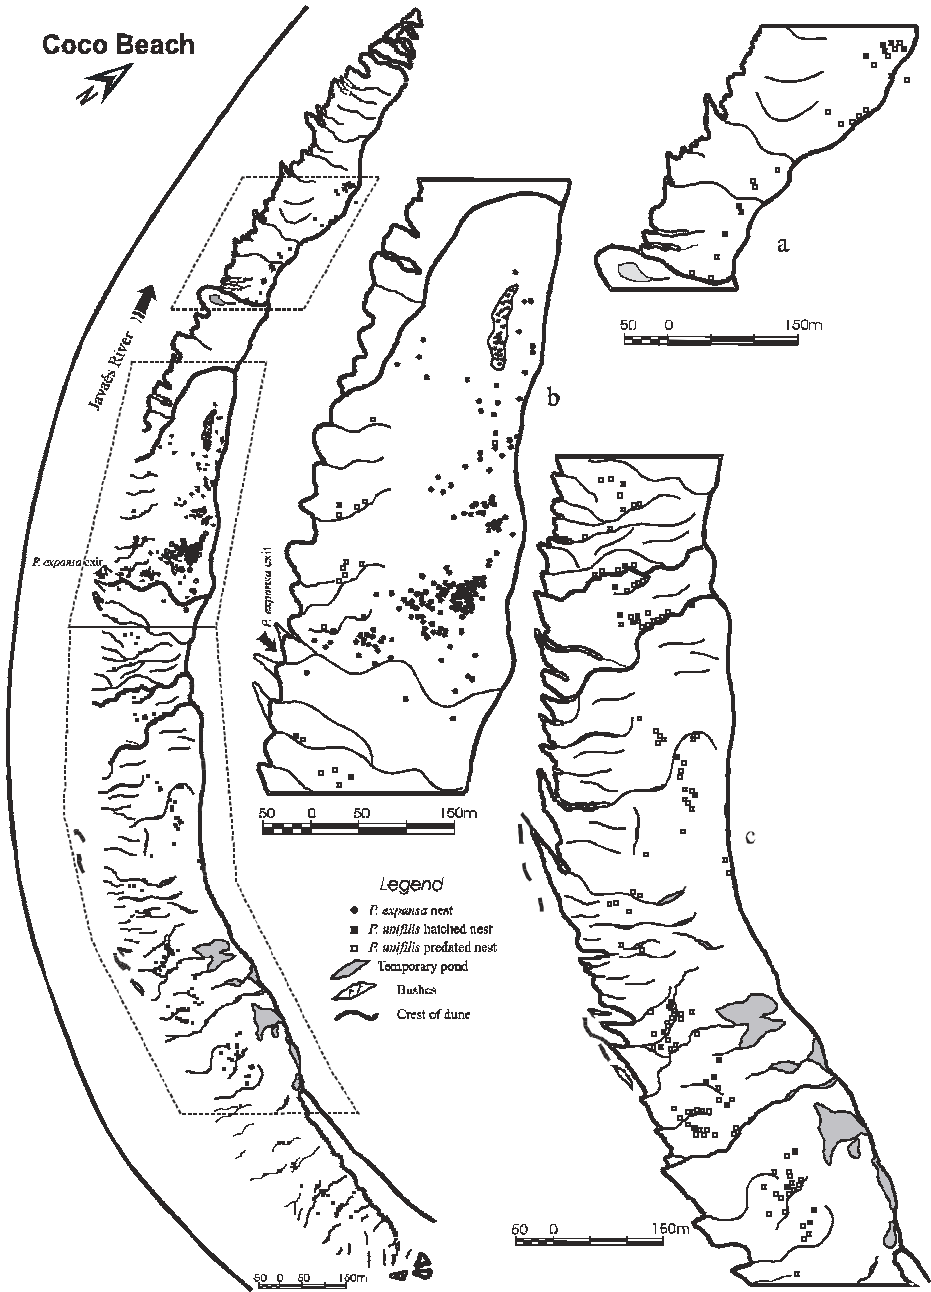 Coco Beach
N
Javaés River
P. expansa exit
50 0 50 150m
a
50 0 150m
b
P. expansa exit
50 0 50 150m
c
50 0 150m
Legend
P. expansa nest
P. unifilis hatched nest
P. unifilis predated nest
Temporary pond
Bushes
Crest of dune